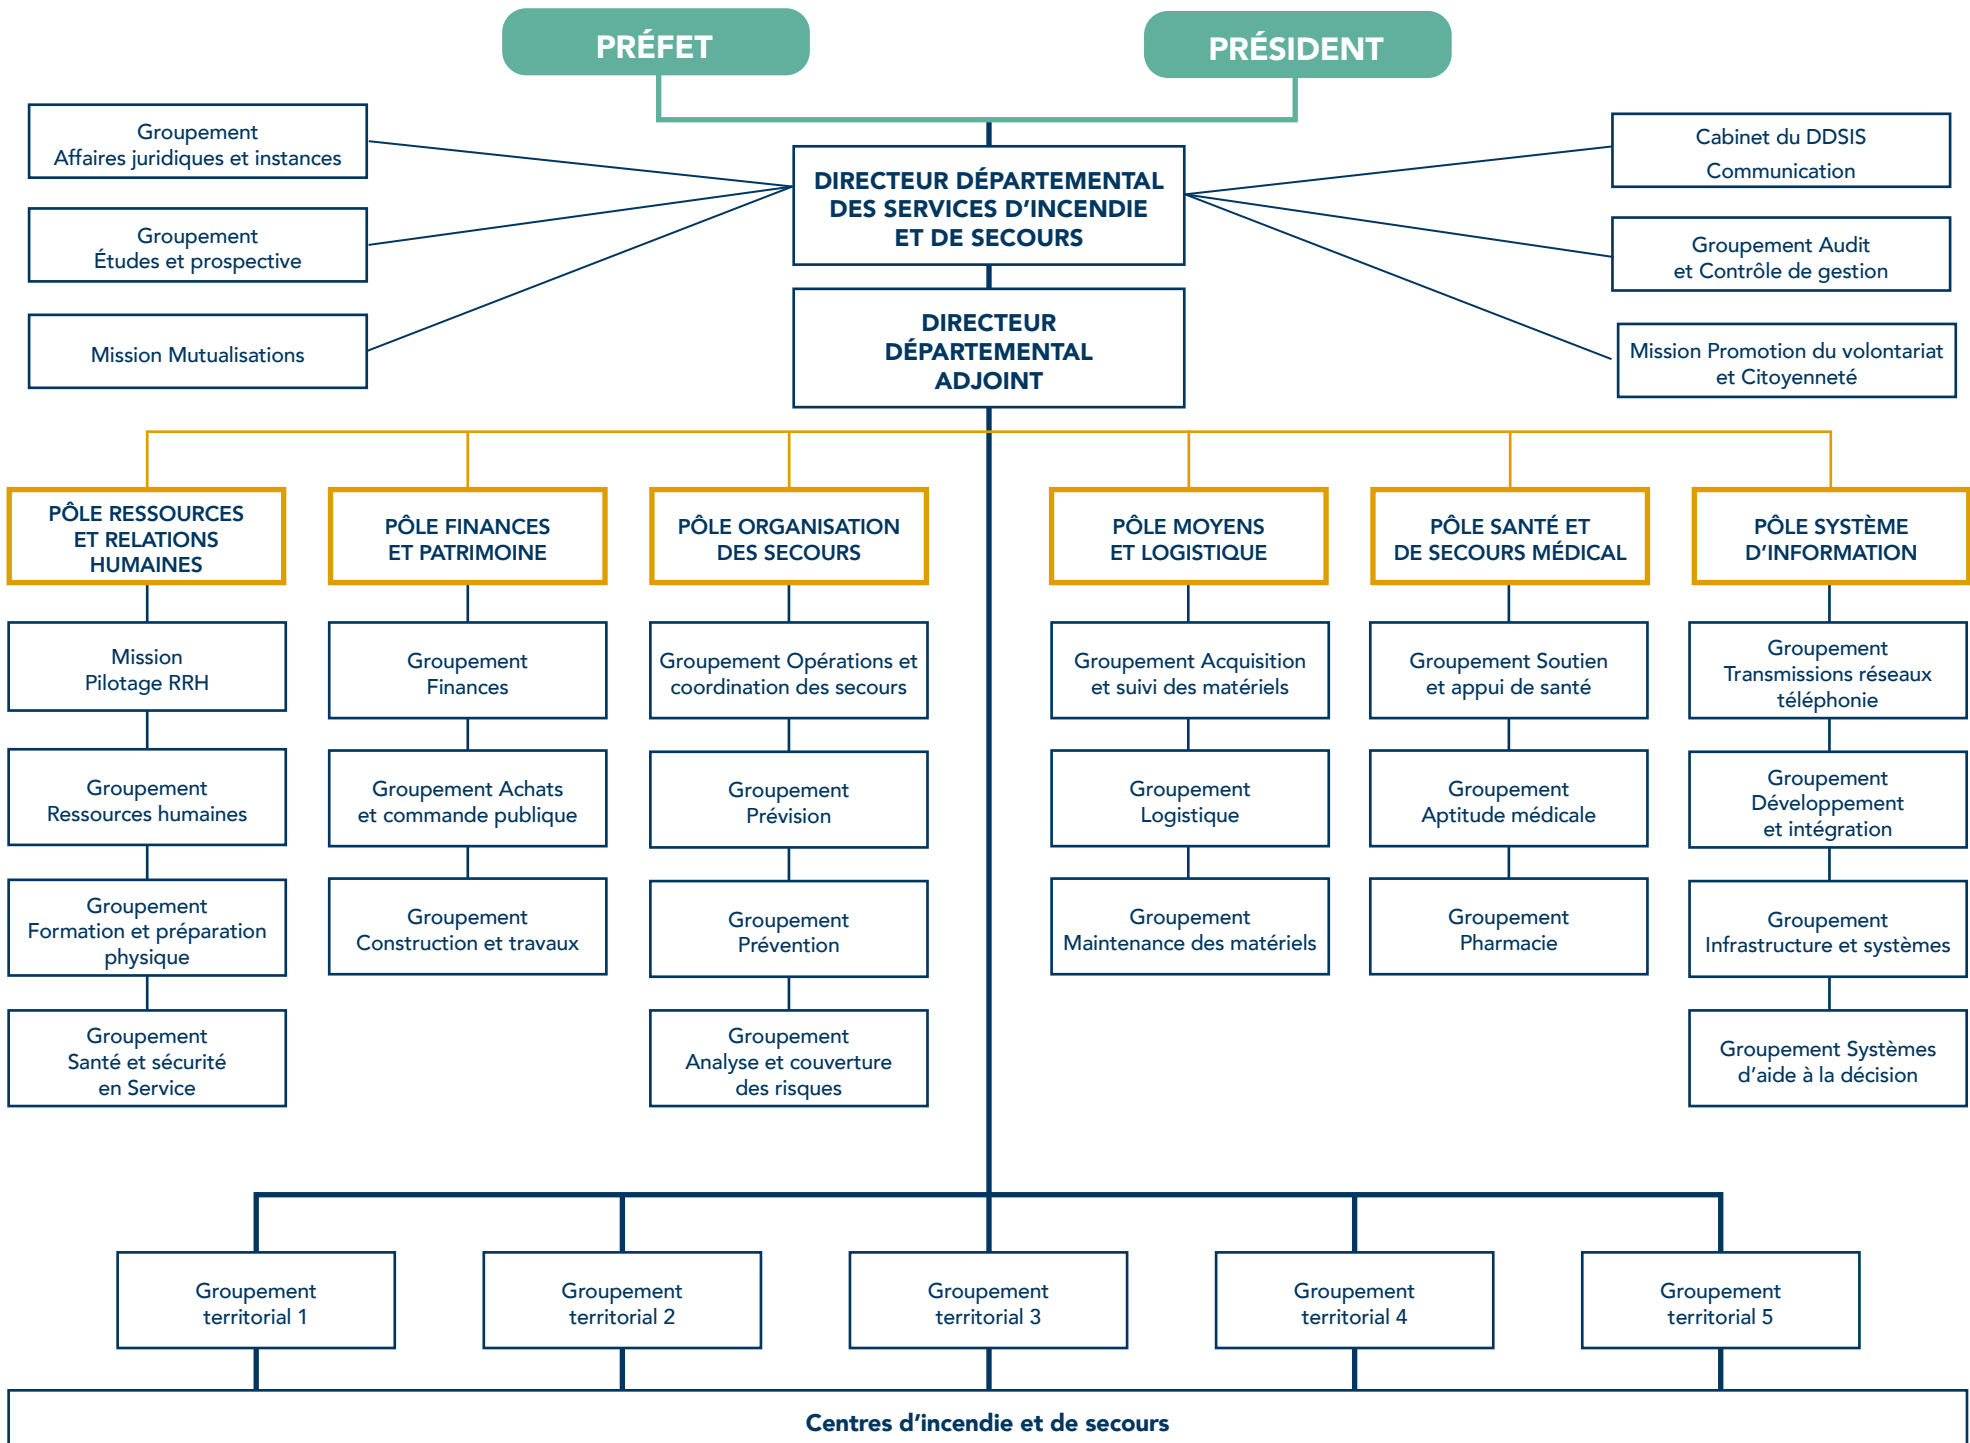 PRÉFET
PRÉSIDENT
Groupement
Affaires juridiques et instances
Groupement
Études et prospective
Mission Mutualisations
DIRECTEUR DÉPARTEMENTAL
DES SERVICES D’INCENDIE
ET DE SECOURS
DIRECTEUR
DÉPARTEMENTAL
ADJOINT
Cabinet du DDSIS
Communication
Groupement Audit
et Contrôle de gestion
Mission Promotion du volontariat
et Citoyenneté
PÔLE RESSOURCES
ET RELATIONS
HUMAINES
Mission
Pilotage RRH
Groupement
Ressources humaines
Groupement
Formation et préparation
physique
Groupement
Santé et sécurité
en Service
PÔLE FINANCES
ET PATRIMOINE
Groupement
Finances
Groupement Achats
et commande publique
Groupement
Construction et travaux
PÔLE ORGANISATION
DES SECOURS
Groupement Opérations et
coordination des secours
Groupement
Prévision
Groupement
Prévention
Groupement
Analyse et couverture
des risques
PÔLE MOYENS
ET LOGISTIQUE
Groupement Acquisition
et suivi des matériels
Groupement
Logistique
Groupement
Maintenance des matériels
PÔLE SANTÉ ET
DE SECOURS MÉDICAL
Groupement Soutien
et appui de santé
Groupement
Aptitude médicale
Groupement
Pharmacie
PÔLE SYSTÈME
D’INFORMATION
Groupement
Transmissions réseaux
téléphonie
Groupement
Développement
et intégration
Groupement
Infrastructure et systèmes
Groupement Systèmes
d’aide à la décision
Groupement
territorial 1
Groupement
territorial 2
Groupement
territorial 3
Groupement
territorial 4
Groupement
territorial 5
Centres d’incendie et de secours